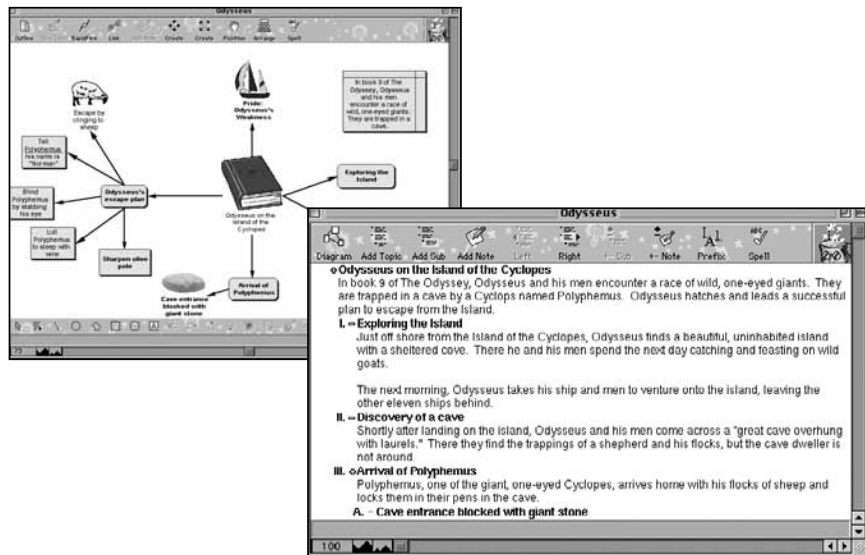 Odysseus
Outline
RapidFire
Link
Add Note
Create
Create
Position
Arrange
Spell
Escape by
clinging to
sheep
Pride:
Odysseus's
Weakness
In book 9 of The
Odyssey, Odysseus
and his men
encounter a race of
wild, one-eyed giants.
They are trapped in a
cave.
Tell
Polyphemus
his name is
Exploring the
Island
Blind
Polyphemus
by stabbing
his eye
Odysseus's
escape plan
Odysseus on the
Island of the
Cyclopes
Lull
Polyphemus
to sleep with
wine
Sharpen olive
pole
Cave entrance
blocked with
giant stone
Arrival of
Polyphemus
75
Odysseus
Diagram Add Topic Add Sub Add Note Left Right +- Sub +- Note Prefix Spell
Odysseus on the Island of the Cyclopes
In book 9 of The Odyssey, Odysseus and his men encounter a race of wild, one-eyed giants. They
are trapped in a cave by a Cyclops named Polyphemus. Odysseus hatches and leads a successful
plan to escape from the Island.
I. – Exploring the Island
Just off shore from the Island of the Cyclopes, Odysseus finds a beautiful, uninhabited island
with a sheltered cove. There he and his men spend the next day catching and feasting on wild
goats.
The next morning, Odysseus takes his ship and men to venture onto the island, leaving the
other eleven ships behind.
II. – Discovery of a cave
Shortly after landing on the island, Odysseus and his men come across a "great cave overhung
with laurels." There they find the trappings of a shepherd and his flocks, but the cave dweller is
not around.
III. Arrival of Polyphemus
Polyphemus, one of the giant, one-eyed Cyclopes, arrives home with his flocks of sheep and
locks them in their pens in the cave.
A. – Cave entrance blocked with giant stone
100